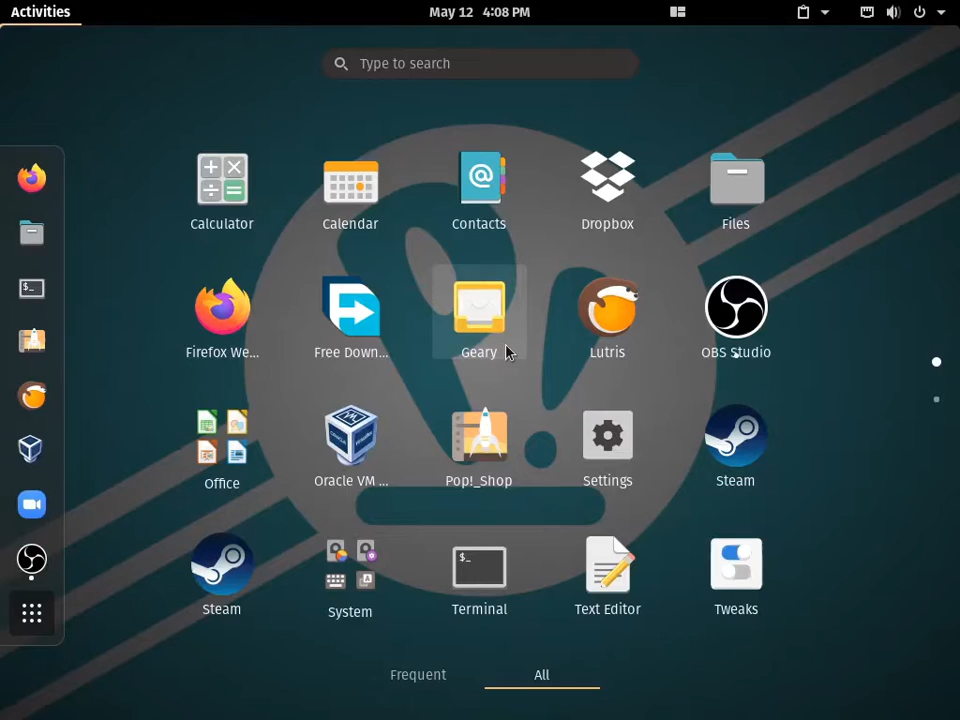 Activities
May 12 4:08 PM
Type to search
Calculator
Calendar
Contacts
Dropbox
Files
Firefox We...
Free Down...
Geary
Lutris
OBS Studio
Office
Oracle VM ...
Pop!_Shop
Settings
Steam
Steam
System
Terminal
Text Editor
Tweaks
Frequent
All